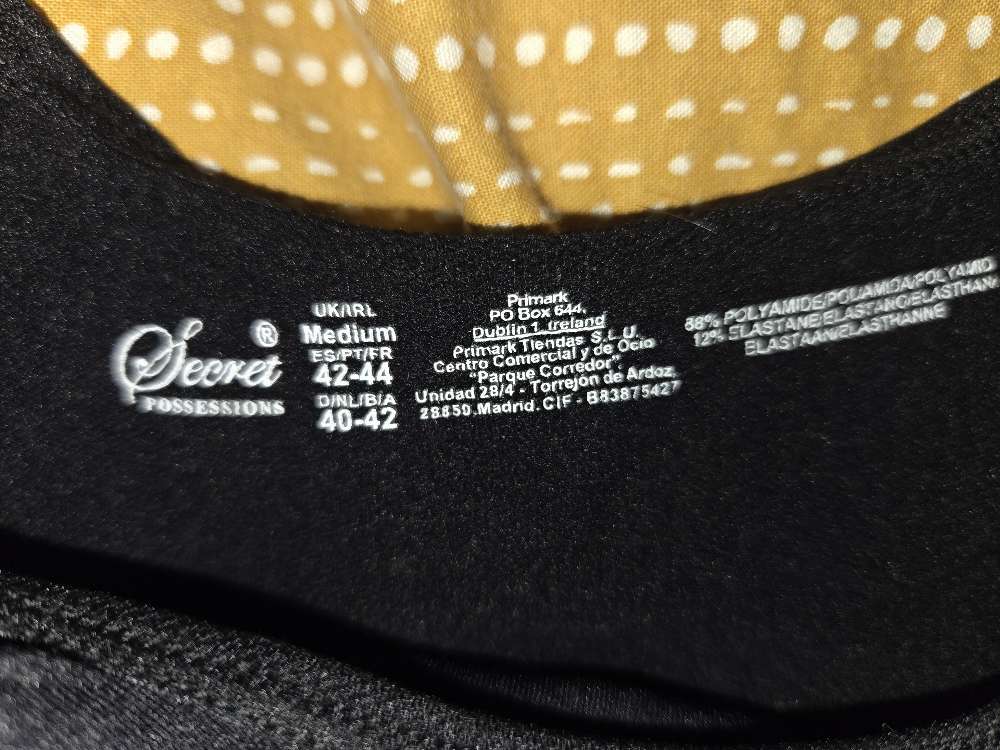 Secret®
POSSESSIONS
UK/IRL
Medium
ES/PT/FR
42-44
D/NL/B/A
40-42
Primark
PO Box 644,
Dublin 1, Ireland
Primark Tiendas S.L.U.
Centro Comercial y de Ocio
"Parque Corredor".
Unidad 28/4 - Torrejón de Ardoz,
28850.Madrid. CIF - B83875427
88% POLYAMIDE/POLIAMIDA/POLYAMID
12% ELASTANE/ELASTANO/ELASTHAN/
ELASTAAN/ELASTHANNE